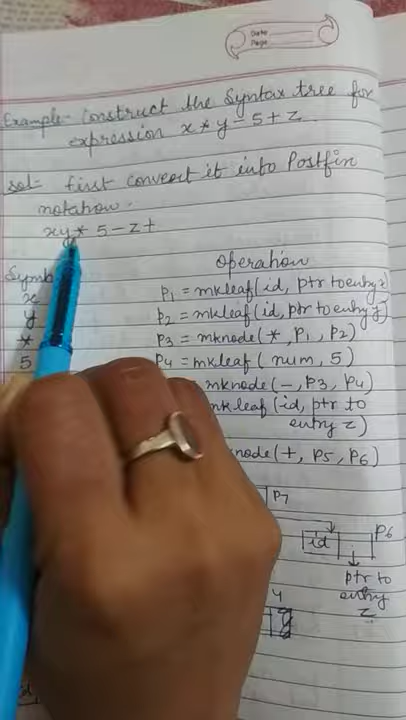 Date
Page
Example- Construct the Syntax tree for
expression x * y - 5 + z
Sol- first convert it into Postfix
notation.
xy* 5 - z +
Symb
Operation
x P1 = mkleaf (id, ptr to entry x)
y P2 = mkleaf (id, ptr to entry y)
* P3 = mknode (*, P1, P2)
5 P4 = mkleaf (num, 5)
= mknode (-, P3, P4)
mkleaf (id, ptr to
entry z)
node (+, P5, P6)
P7
P6
id
ptr to
entry
z
y
id